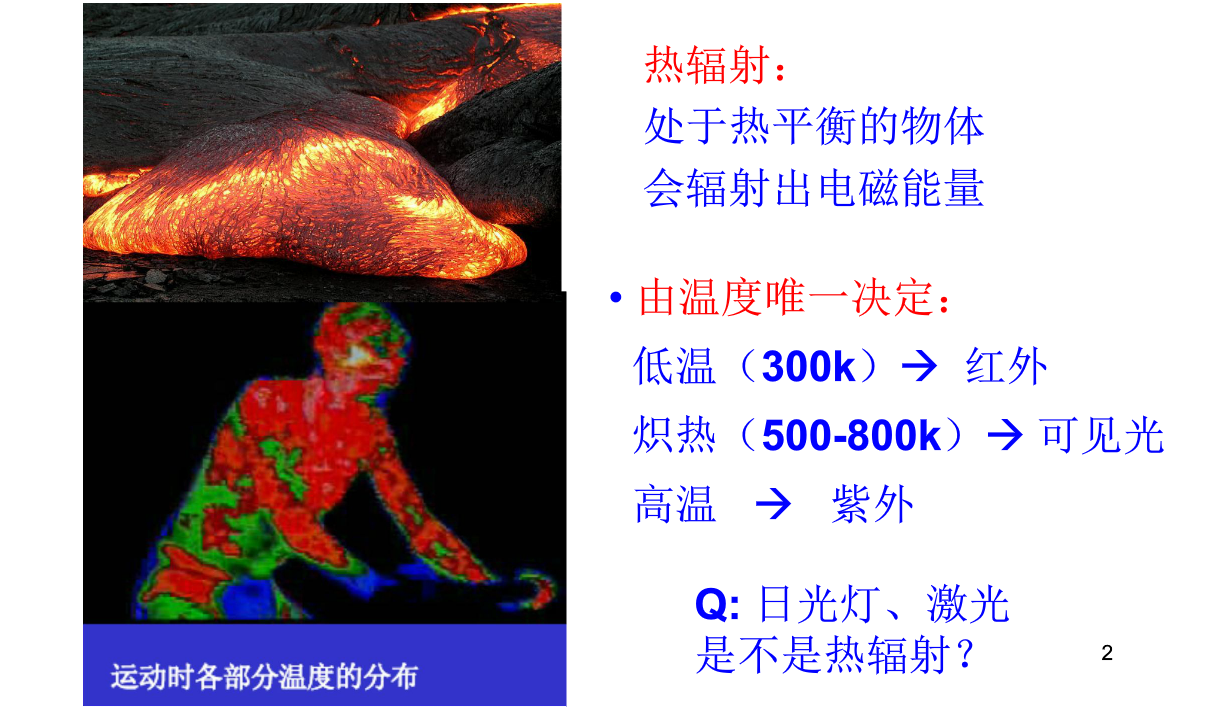 热辐射：
处于热平衡的物体
会辐射出电磁能量
• 由温度唯一决定：
低温（300k）→ 红外
炽热（500-800k）→ 可见光
高温 → 紫外
Q: 日光灯、激光
是不是热辐射？
2
运动时各部分温度的分布